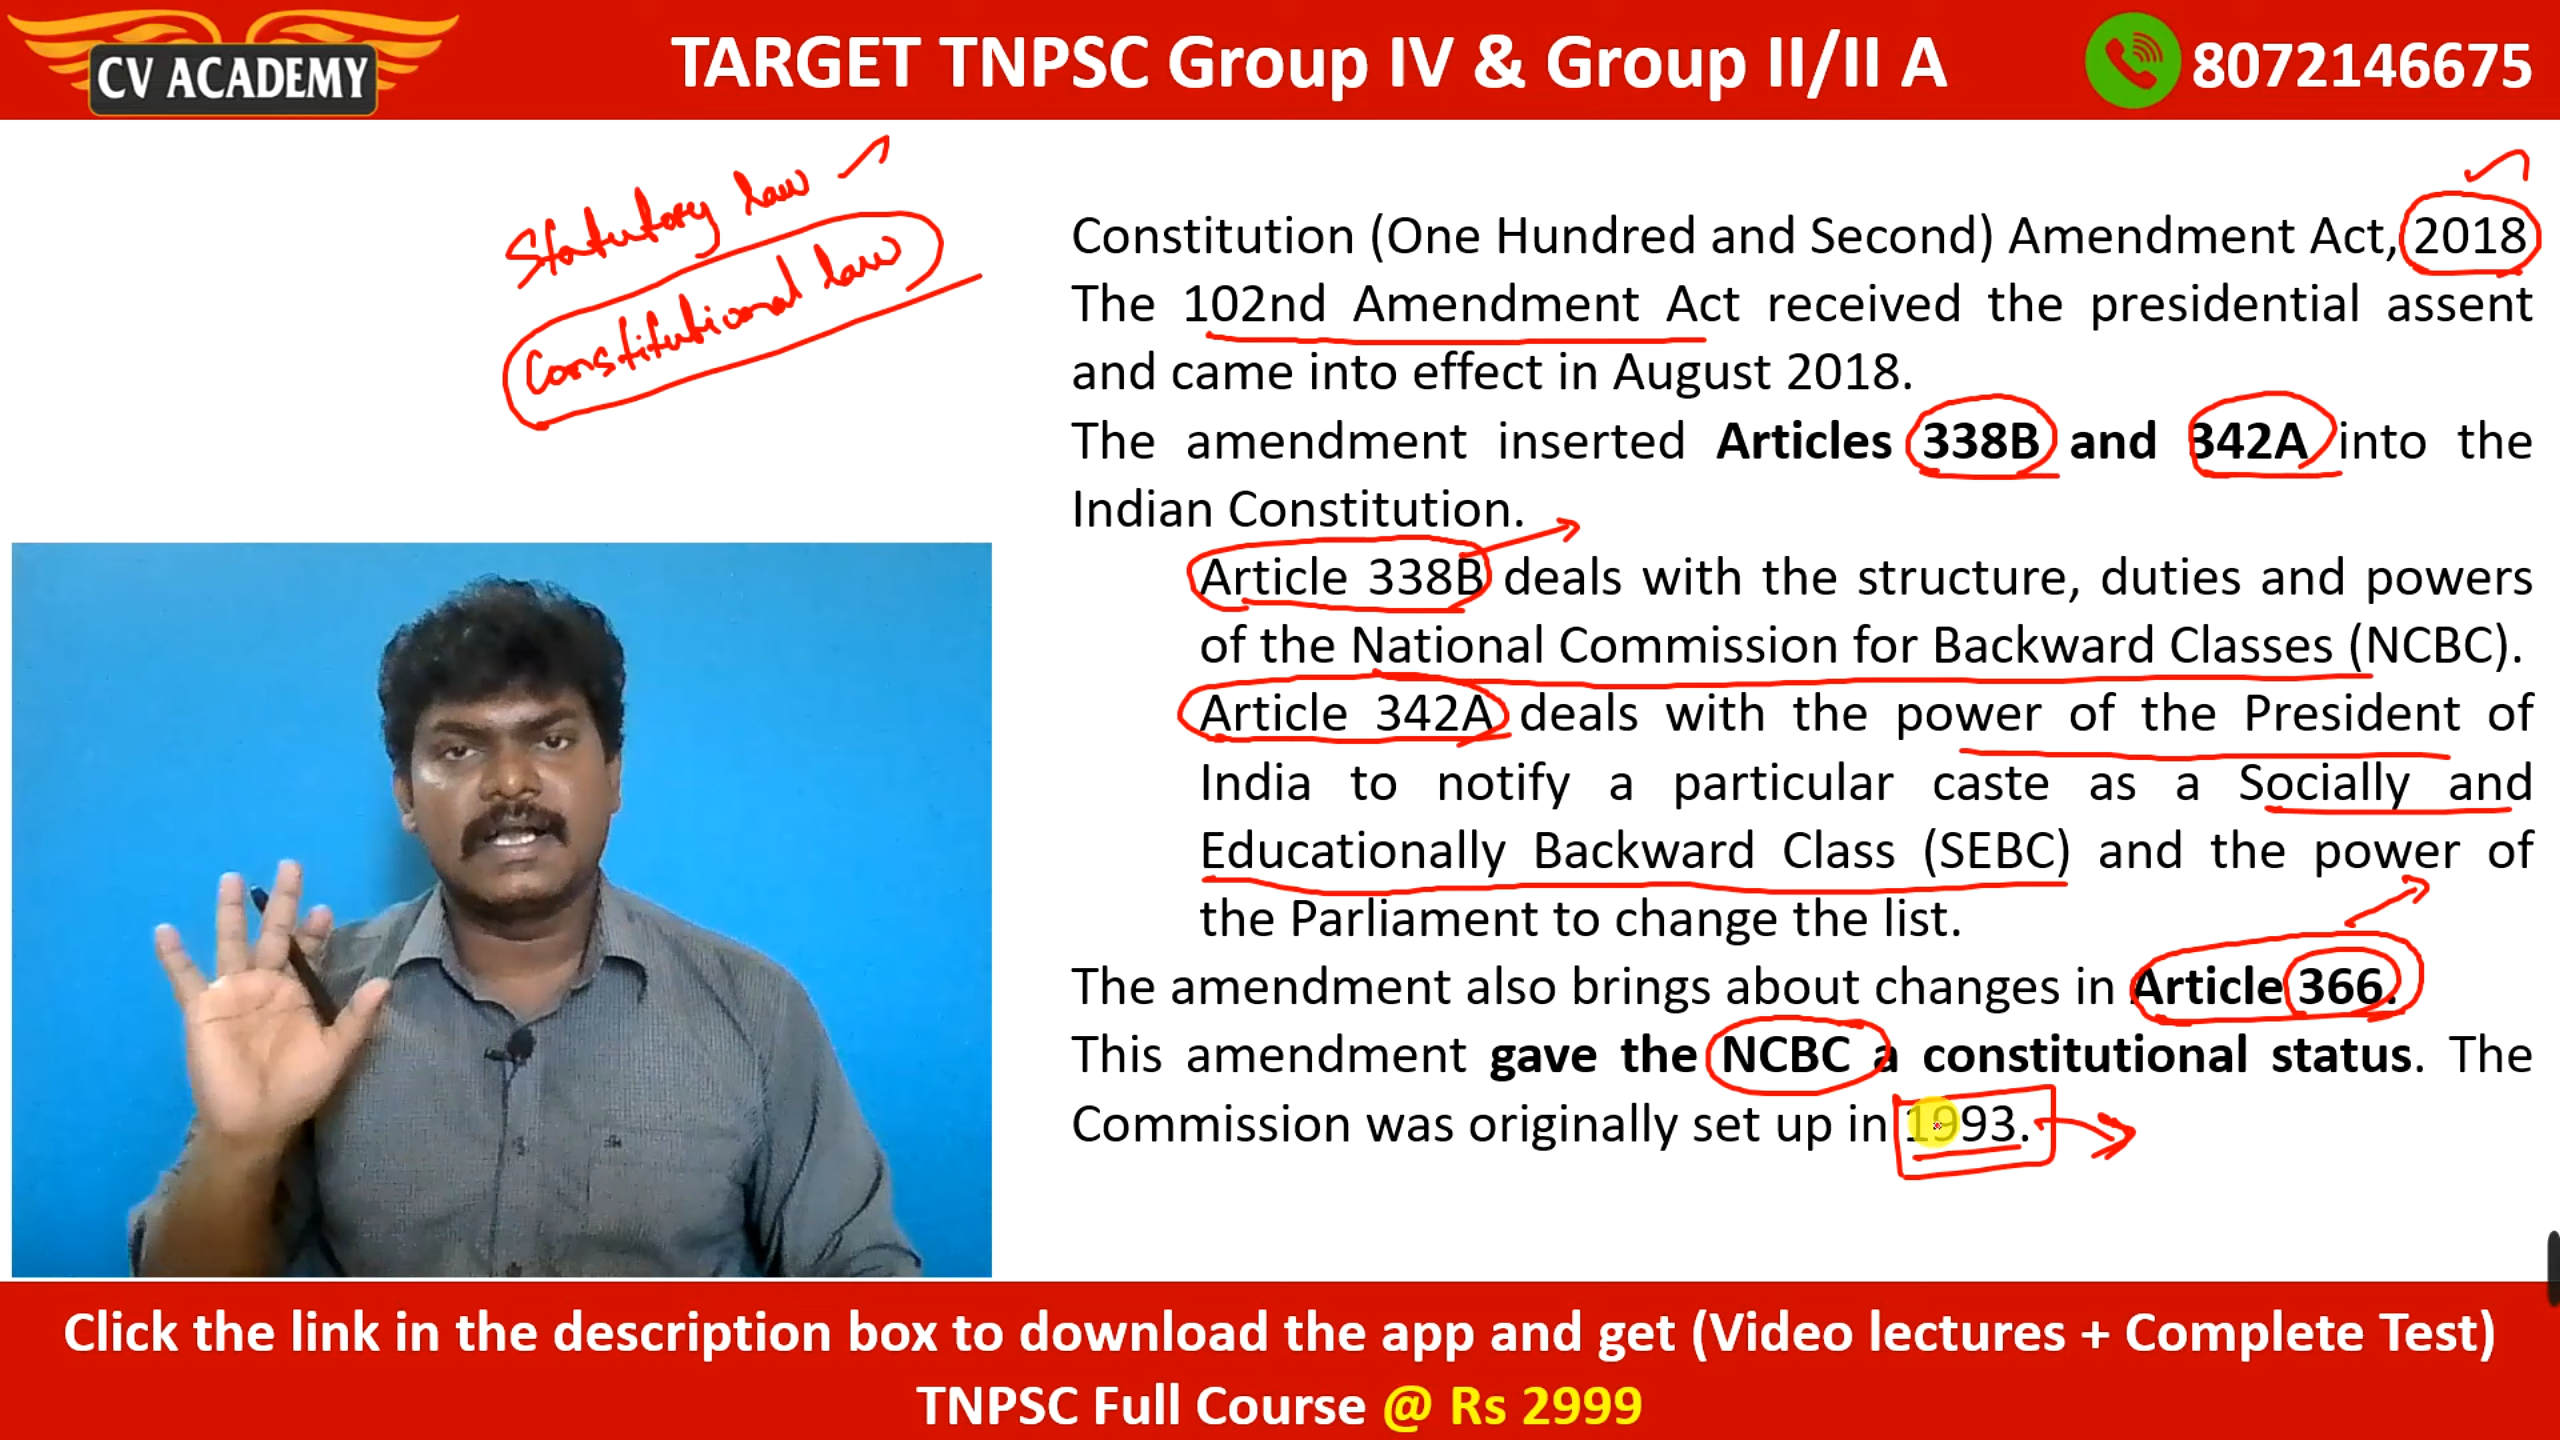 CV ACADEMY
TARGET TNPSC Group IV & Group II/II A
8072146675
Statutory law
Constitutional law
Constitution (One Hundred and Second) Amendment Act, 2018
The 102nd Amendment Act received the presidential assent
and came into effect in August 2018.
The amendment inserted Articles 338B and 342A into the
Indian Constitution.
Article 338B deals with the structure, duties and powers
of the National Commission for Backward Classes (NCBC).
Article 342A deals with the power of the President of
India to notify a particular caste as a Socially and
Educationally Backward Class (SEBC) and the power of
the Parliament to change the list.
The amendment also brings about changes in Article 366.
This amendment gave the NCBC a constitutional status. The
Commission was originally set up in 1993.
Click the link in the description box to download the app and get (Video lectures + Complete Test)
TNPSC Full Course @ Rs 2999